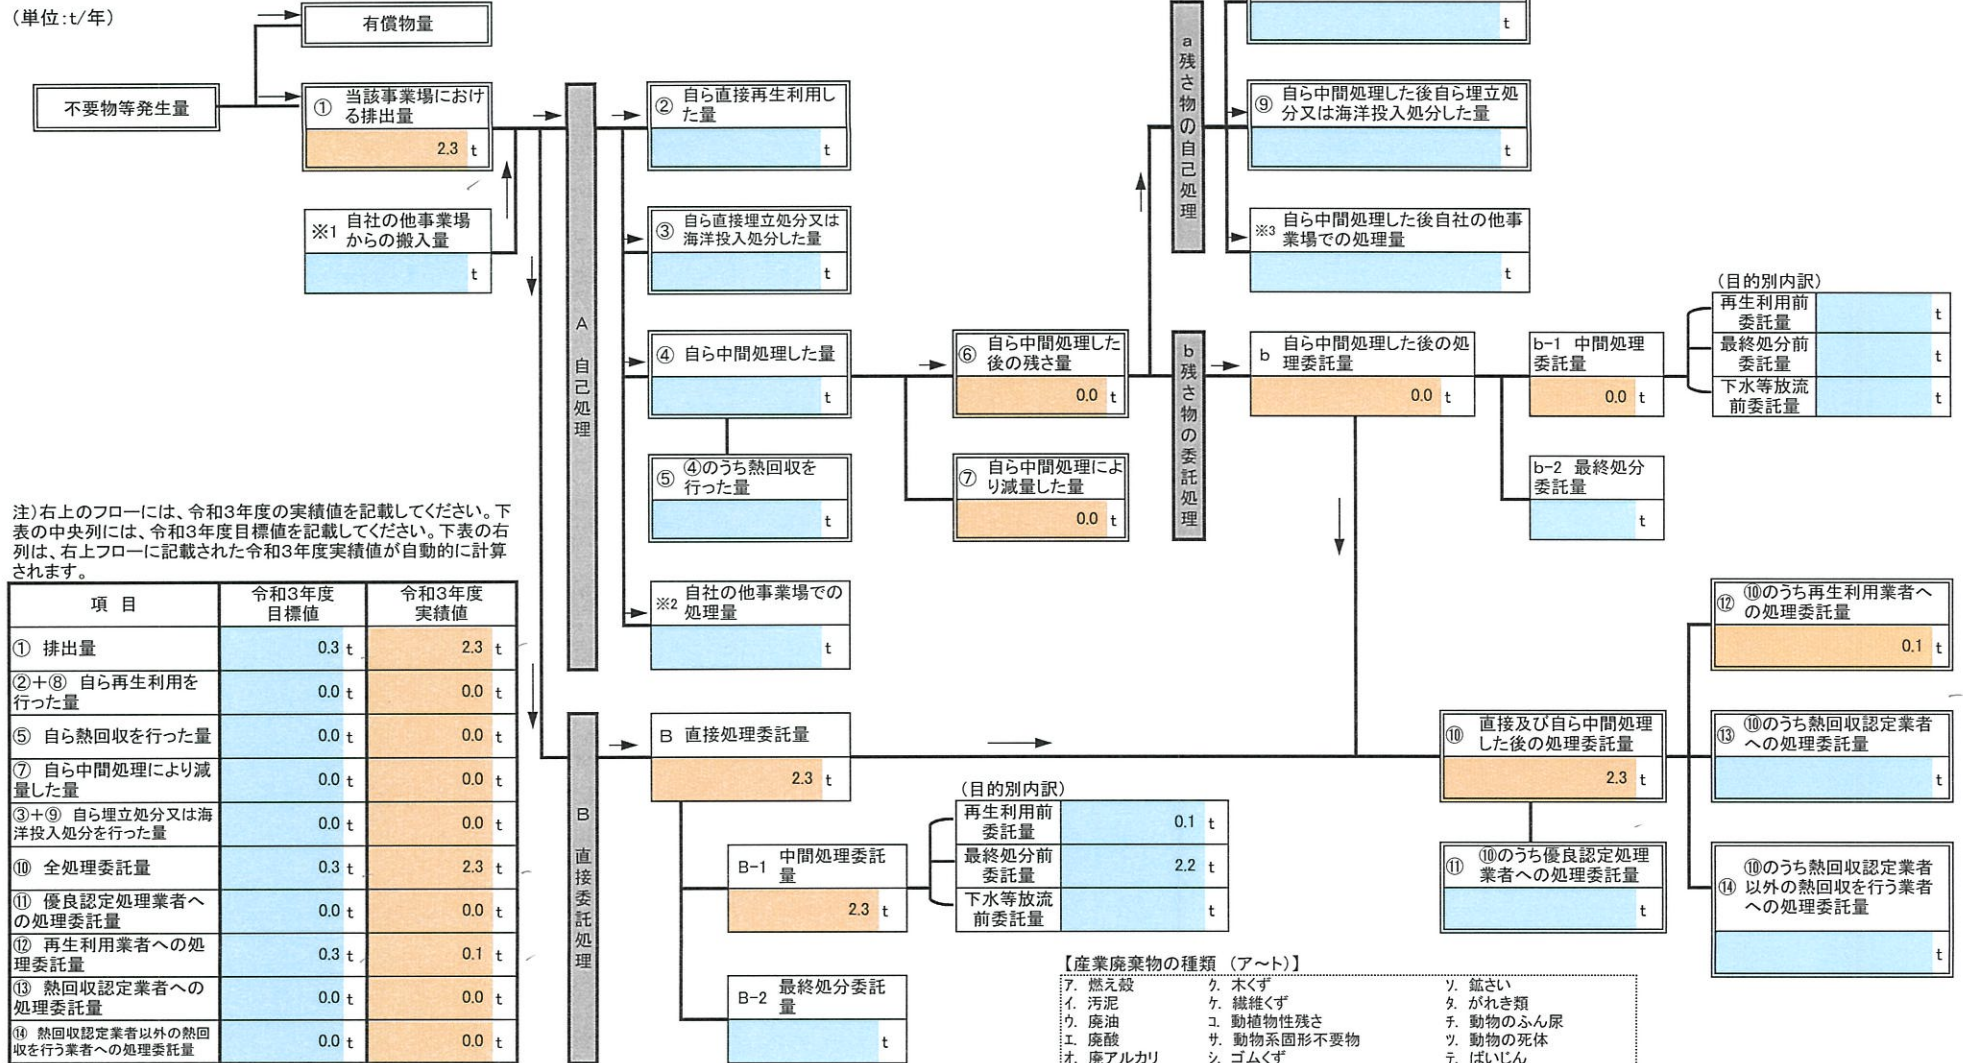 (単位:t/年)
有償物量
不要物等発生量
① 当該事業場におけ
る排出量
2.3 t
※1 自社の他事業場
からの搬入量
t
A 自己処理
② 自ら直接再生利用し
た量
t
③ 自ら直接埋立処分又は
海洋投入処分した量
t
④ 自ら中間処理した量
t
⑤ ④のうち熱回収を
行った量
t
※2 自社の他事業場での
処理量
t
⑥ 自ら中間処理した
後の残さ量
0.0 t
⑦ 自ら中間処理によ
り減量した量
0.0 t
a 残さ物の自己処理
t
⑨ 自ら中間処理した後自ら埋立処
分又は海洋投入処分した量
t
※3 自ら中間処理した後自社の他事
業場での処理量
t
b 残さ物の委託処理
b 自ら中間処理した後の処
理委託量
0.0 t
b-1 中間処理
委託量
0.0 t
(目的別内訳)
再生利用前
委託量
t
最終処分前
委託量
t
下水等放流
前委託量
t
b-2 最終処分
委託量
t
注)右上のフローには、令和3年度の実績値を記載してください。下
表の中央列には、令和3年度目標値を記載してください。下表の右
列は、右上フローに記載された令和3年度実績値が自動的に計算
されます。
項 目 令和3年度
目標値 令和3年度
実績値
① 排出量 0.3 t 2.3 t
②+⑧ 自ら再生利用を
行った量 0.0 t 0.0 t
⑤ 自ら熱回収を行った量 0.0 t 0.0 t
⑦ 自ら中間処理により減
量した量 0.0 t 0.0 t
③+⑨ 自ら埋立処分又は海
洋投入処分を行った量 0.0 t 0.0 t
⑩ 全処理委託量 0.3 t 2.3 t
⑪ 優良認定処理業者へ
の処理委託量 0.0 t 0.0 t
⑫ 再生利用業者への処
理委託量 0.3 t 0.1 t
⑬ 熱回収認定業者への
処理委託量 0.0 t 0.0 t
⑭ 熱回収認定業者以外の熱回
収を行う業者への処理委託量 0.0 t 0.0 t
B 直接委託処理
B 直接処理委託量
2.3 t
B-1 中間処理委託
量
2.3 t
(目的別内訳)
再生利用前
委託量
0.1 t
最終処分前
委託量
2.2 t
下水等放流
前委託量
t
B-2 最終処分委託
量
t
⑩ 直接及び自ら中間処理
した後の処理委託量
2.3 t
⑪ ⑩のうち優良認定処理
業者への処理委託量
t
⑫ ⑩のうち再生利用業者へ
の処理委託量
0.1 t
⑬ ⑩のうち熱回収認定業者
への処理委託量
t
⑭ ⑩のうち熱回収認定業者
以外の熱回収を行う業者
への処理委託量
t
【産業廃棄物の種類 (ア~ト)】
ア. 燃え殻 ク. 木くず ソ. 鉱さい
イ. 汚泥 ケ. 繊維くず タ. がれき類
ウ. 廃油 コ. 動植物性残さ チ. 動物のふん尿
エ. 廃酸 サ. 動物系固形不要物 ツ. 動物の死体
オ. 廃アルカリ シ. ゴムくず テ. ばいじん